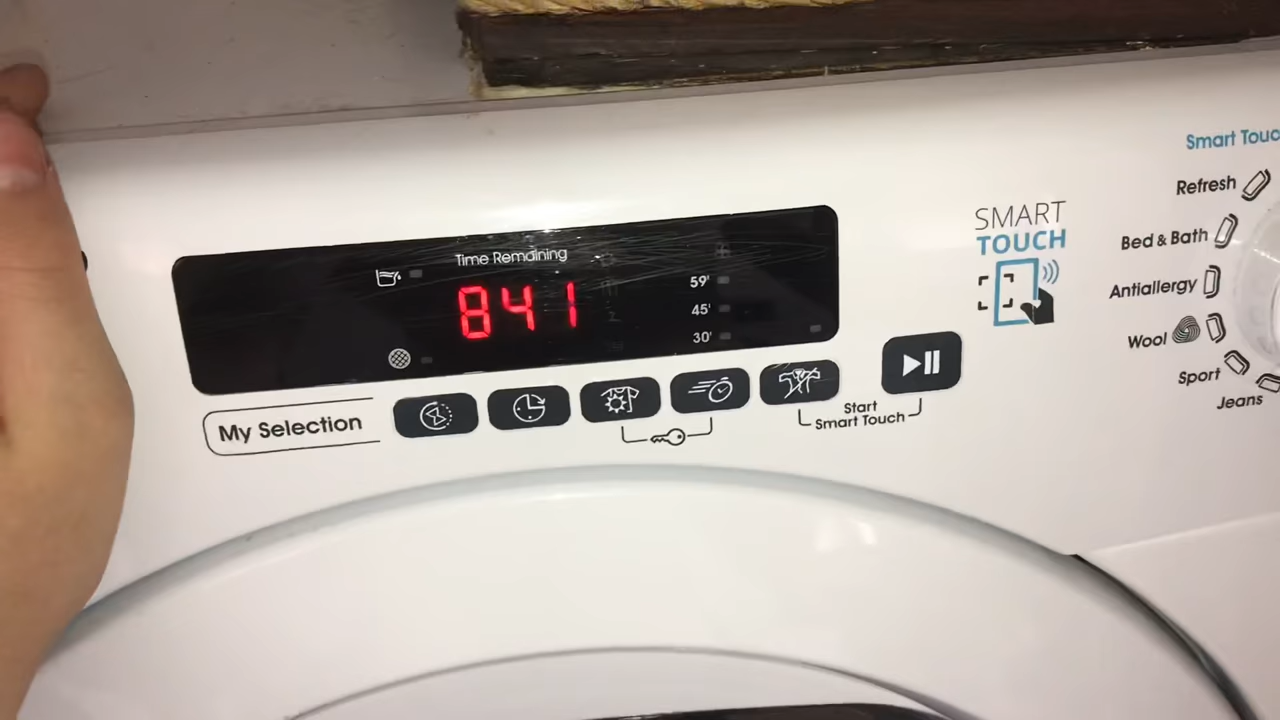 Smart Touc
Refresh
SMART
TOUCH
Bed & Bath
Time Remaining
841
59'
45'
30'
Antiallergy
Wool
Sport
Jeans
My Selection
Start
Smart Touch